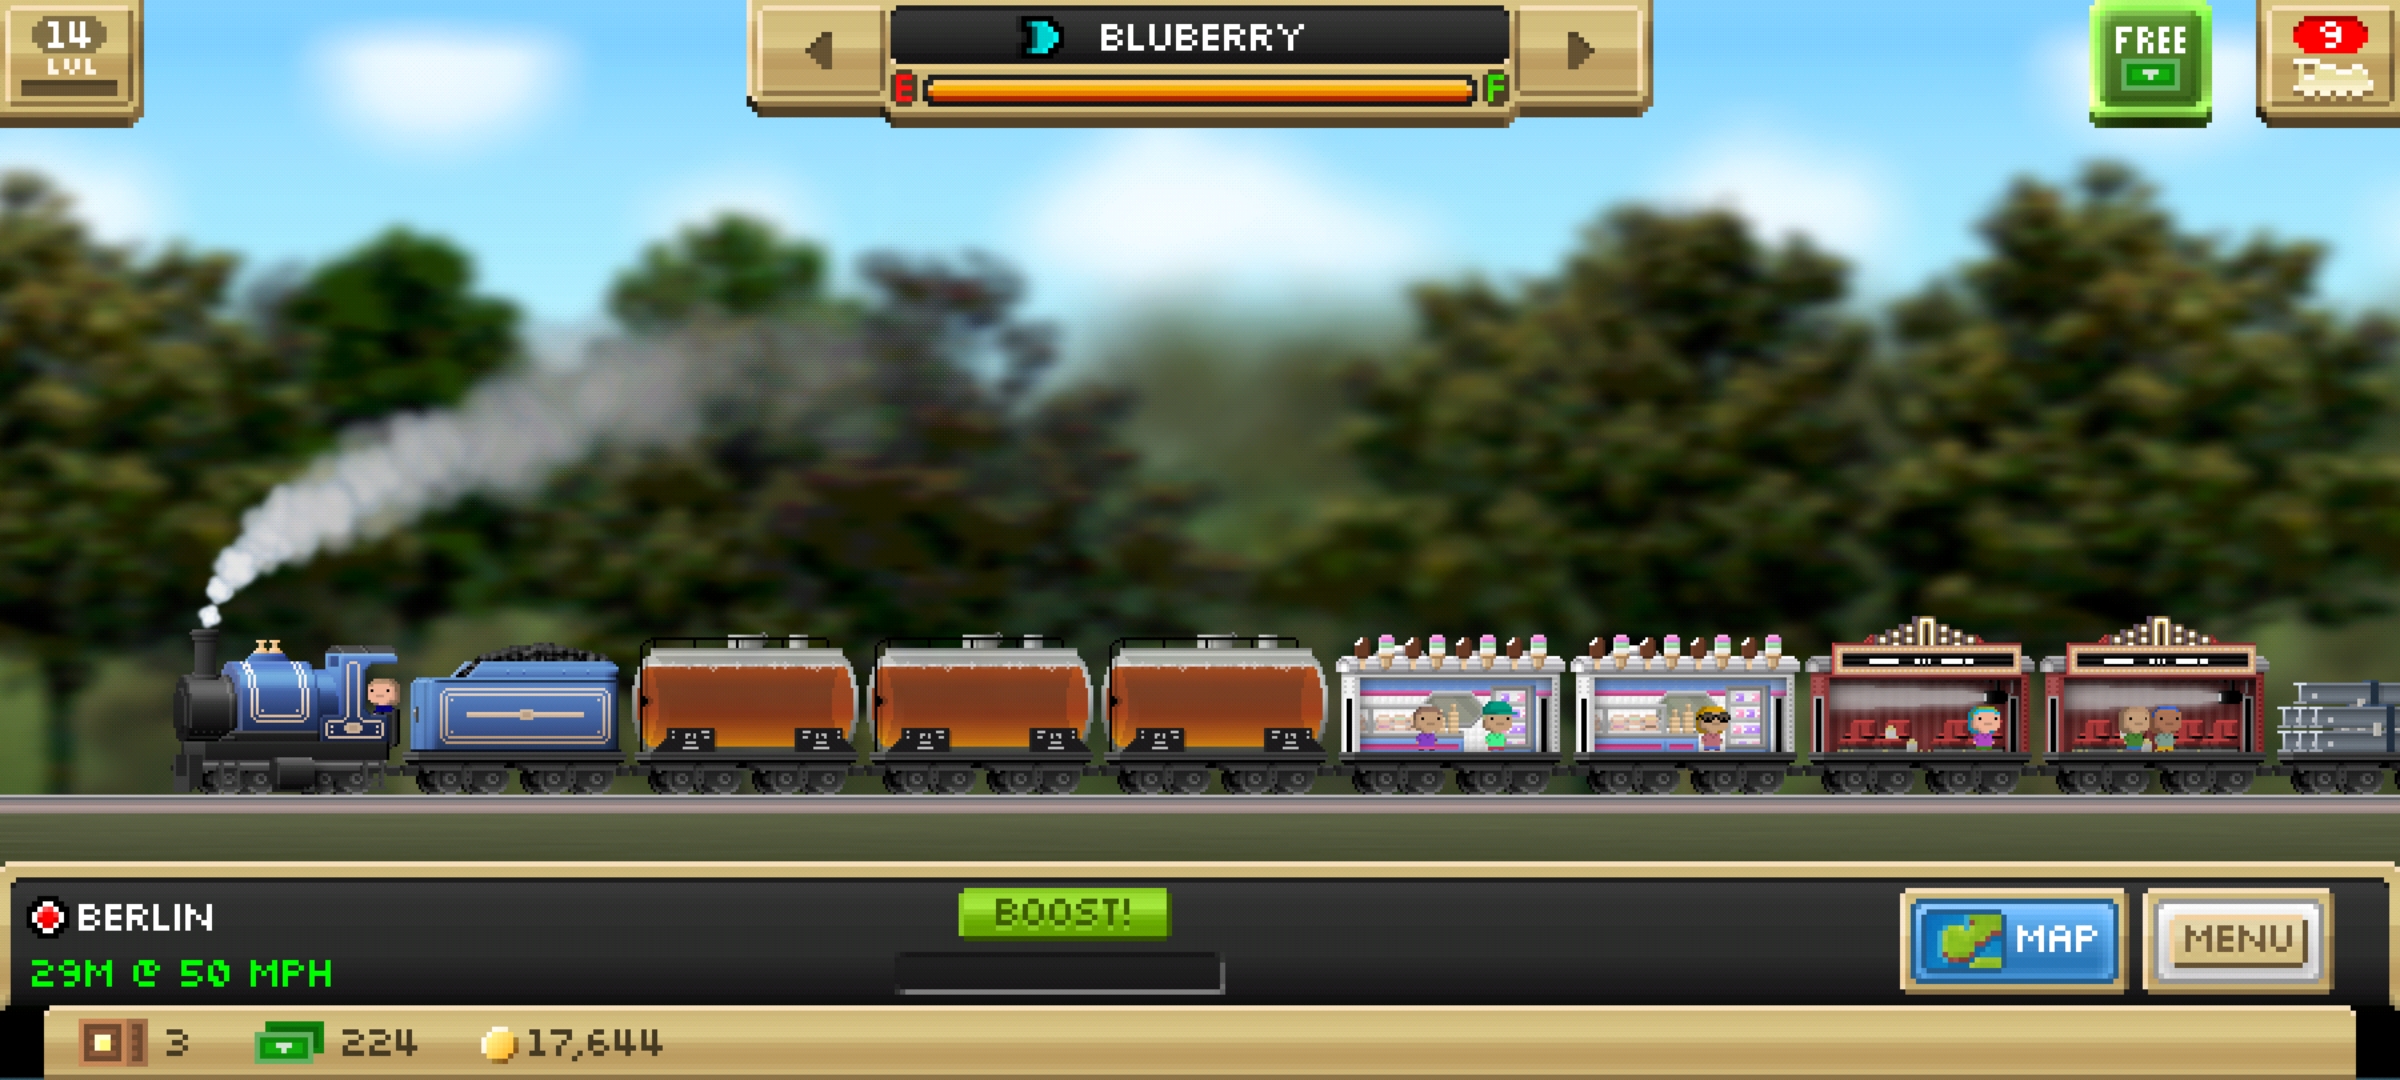 14
LVL
BLUBERRY
E F
FREE
9
BERLIN
29M @ 50 MPH
BOOST!
MAP
MENU
3
224
17,644